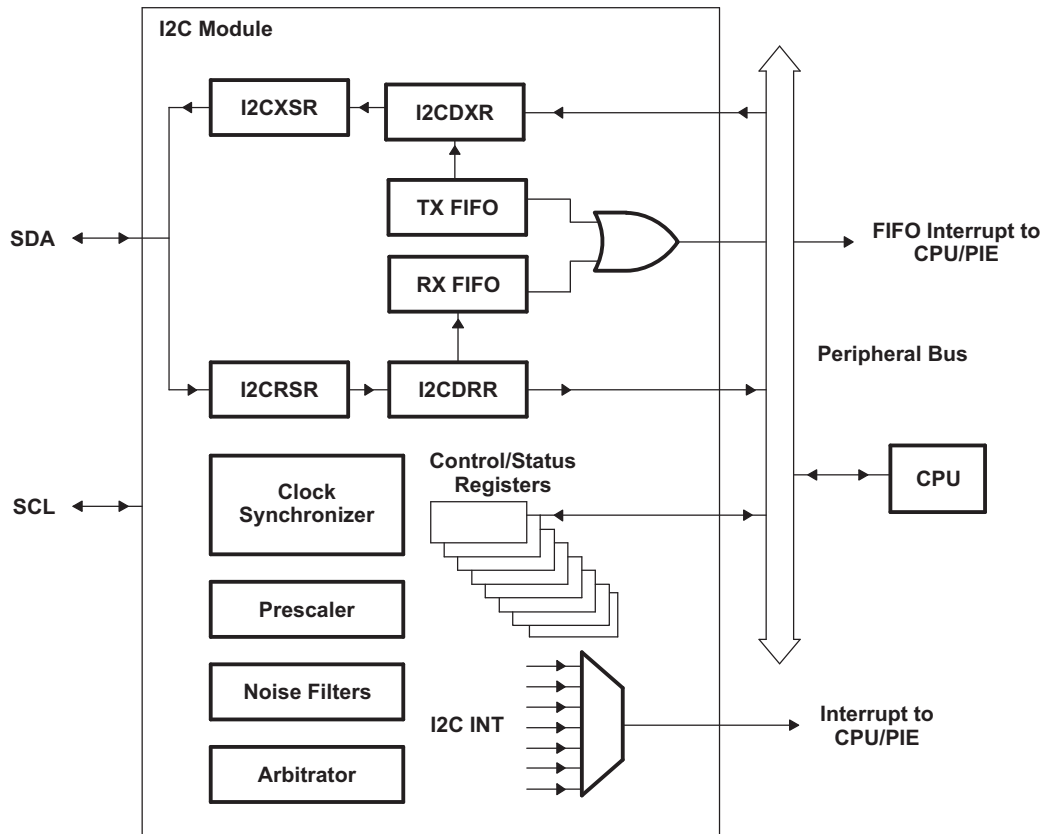 I2C Module
I2CXSR
I2CDXR
TX FIFO
SDA
FIFO Interrupt to
CPU/PIE
RX FIFO
Peripheral Bus
I2CRSR
I2CDRR
Control/Status
Registers
CPU
SCL
Clock
Synchronizer
Prescaler
Noise Filters
I2C INT
Interrupt to
CPU/PIE
Arbitrator